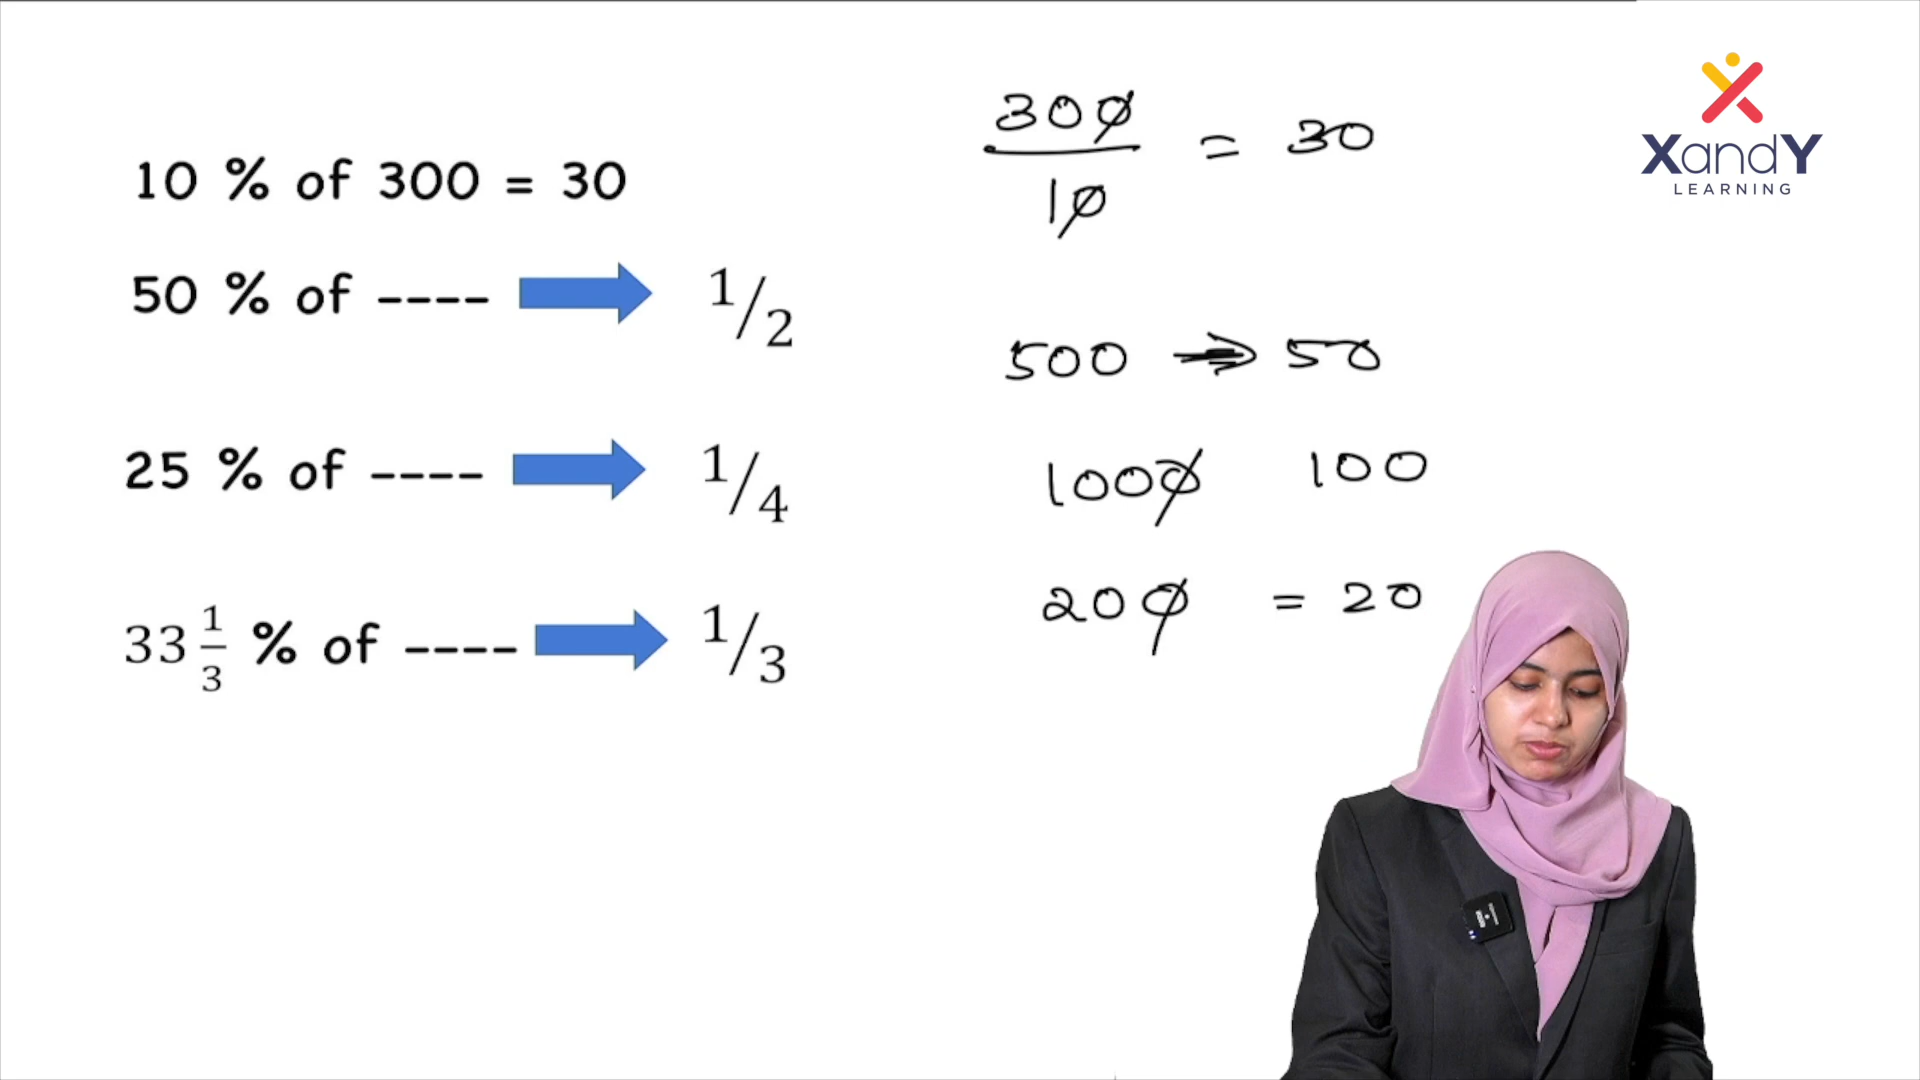 10 % of 300 = 30
50 % of ---- 1/2
25 % of ---- 1/4
33 1/3 % of ---- 1/3
300/10 = 30
500 → 50
1000 100
200 = 20
XandY
LEARNING